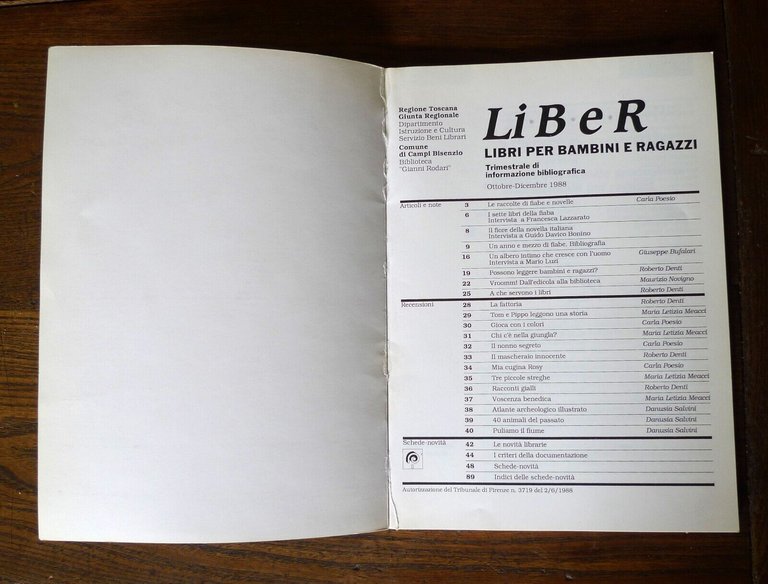 Regione Toscana
Giunta Regionale
Dipartimento
Istruzione e Cultura
Servizio Beni Librari
Comune
di Campi Bisenzio
Biblioteca
"Gianni Rodari"
Li·B·e·R
LIBRI PER BAMBINI E RAGAZZI
Trimestrale di
informazione bibliografica
Ottobre-Dicembre 1988
Articoli e note 3 Le raccolte di fiabe e novelle Carla Poesio
6 I sette libri della fiaba
Intervista a Francesca Lazzarato
8 Il fiore della novella italiana
Intervista a Guido Davico Bonino
9 Un anno e mezzo di fiabe. Bibliografia
16 Un albero intimo che cresce con l'uomo Giuseppe Bufalari
Intervista a Mario Luzi
19 Possono leggere bambini e ragazzi? Roberto Denti
22 Vroomm! Dall'edicola alla biblioteca Maurizio Novigno
25 A che servono i libri Roberto Denti
Recensioni 28 La fattoria Roberto Denti
29 Tom e Pippo leggono una storia Maria Letizia Meacci
30 Gioca con i colori Carla Poesio
31 Chi c'è nella giungla? Maria Letizia Meacci
32 Il nonno segreto Carla Poesio
33 Il mascheraio innocente Roberto Denti
34 Mia cugina Rosy Carla Poesio
35 Tre piccole streghe Maria Letizia Meacci
36 Racconti gialli Roberto Denti
37 Voscenza benedica Maria Letizia Meacci
38 Atlante archeologico illustrato Danusia Salvini
39 40 animali del passato Danusia Salvini
40 Puliamo il fiume Danusia Salvini
Schede-novità 42 Le novità librarie
44 I criteri della documentazione
48 Schede-novità
89 Indici delle schede-novità
Autorizzazione del Tribunale di Firenze n. 3719 del 2/6/1988